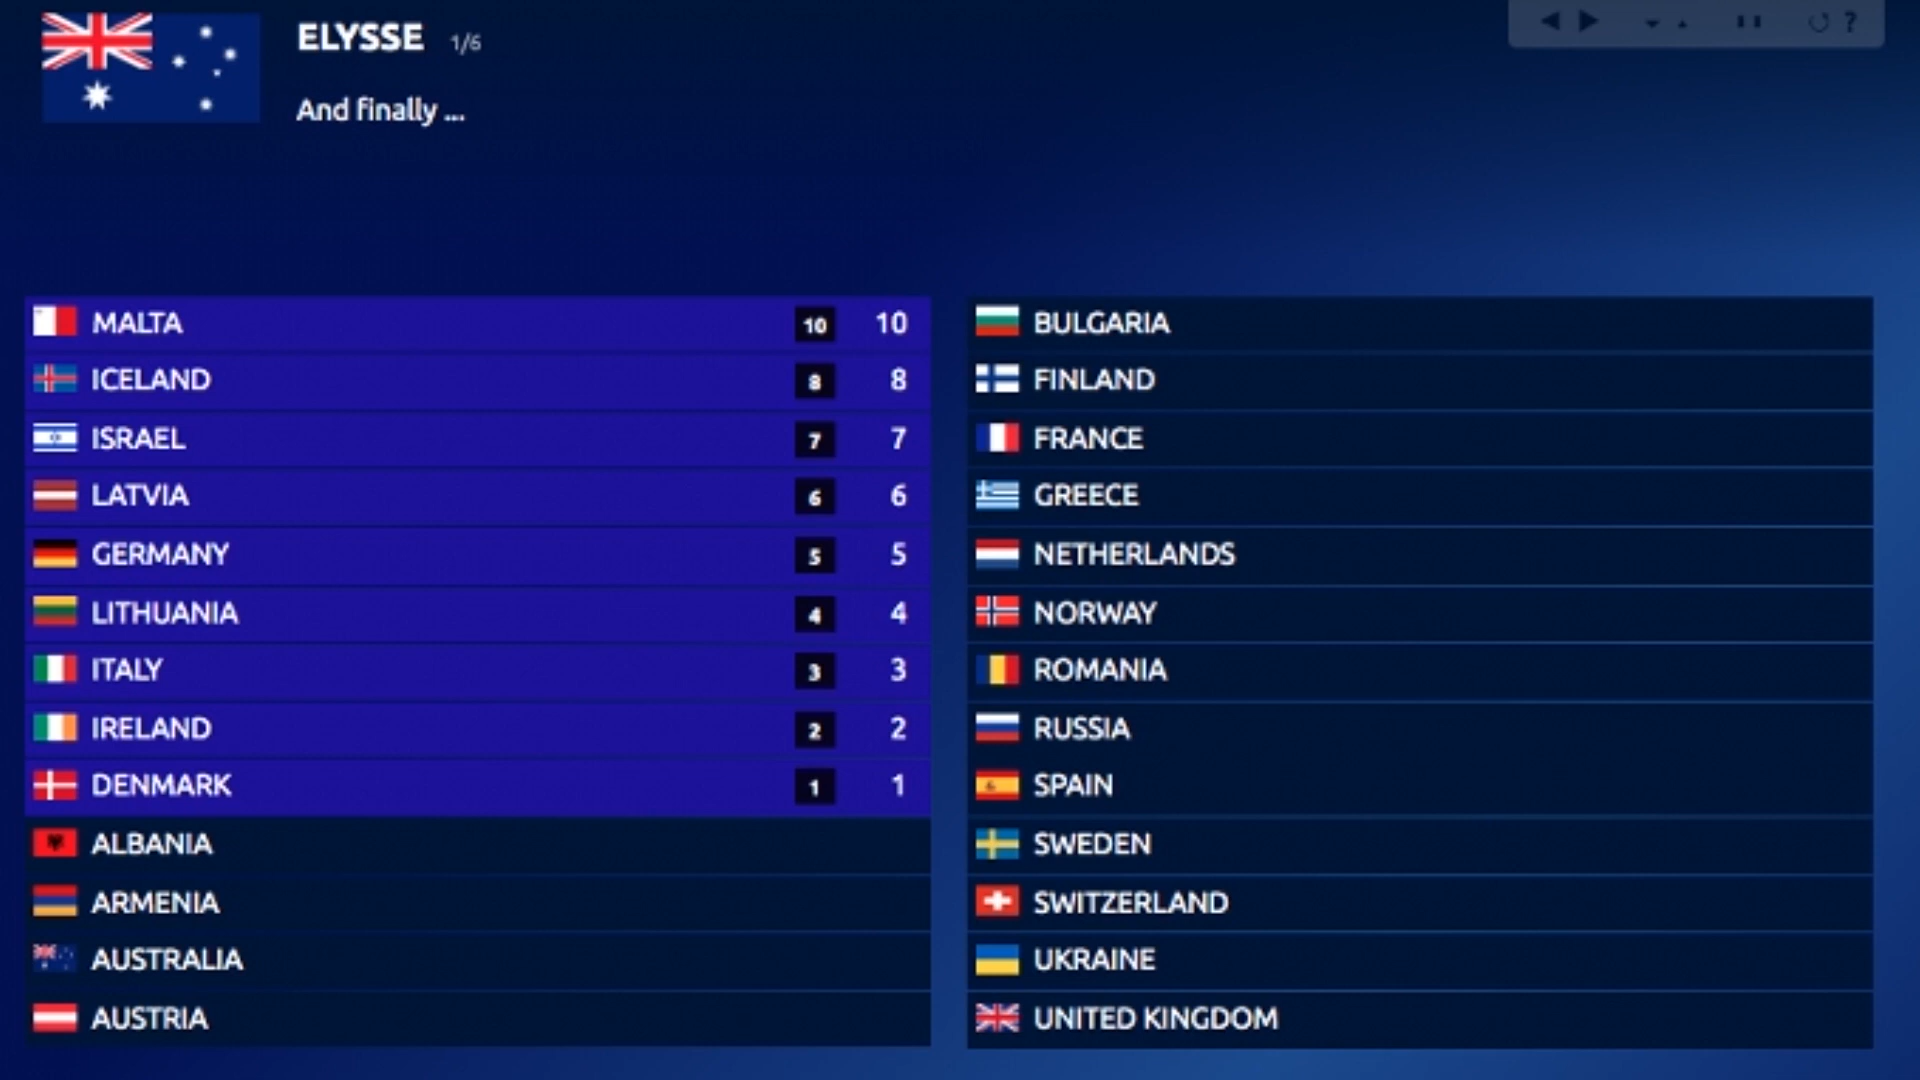 ELYSSE 1/6
And finally ...
?
MALTA 10 10
ICELAND 8 8
ISRAEL 7 7
LATVIA 6 6
GERMANY 5 5
LITHUANIA 4 4
ITALY 3 3
IRELAND 2 2
DENMARK 1 1
ALBANIA
ARMENIA
AUSTRALIA
AUSTRIA
BULGARIA
FINLAND
FRANCE
GREECE
NETHERLANDS
NORWAY
ROMANIA
RUSSIA
SPAIN
SWEDEN
SWITZERLAND
UKRAINE
UNITED KINGDOM